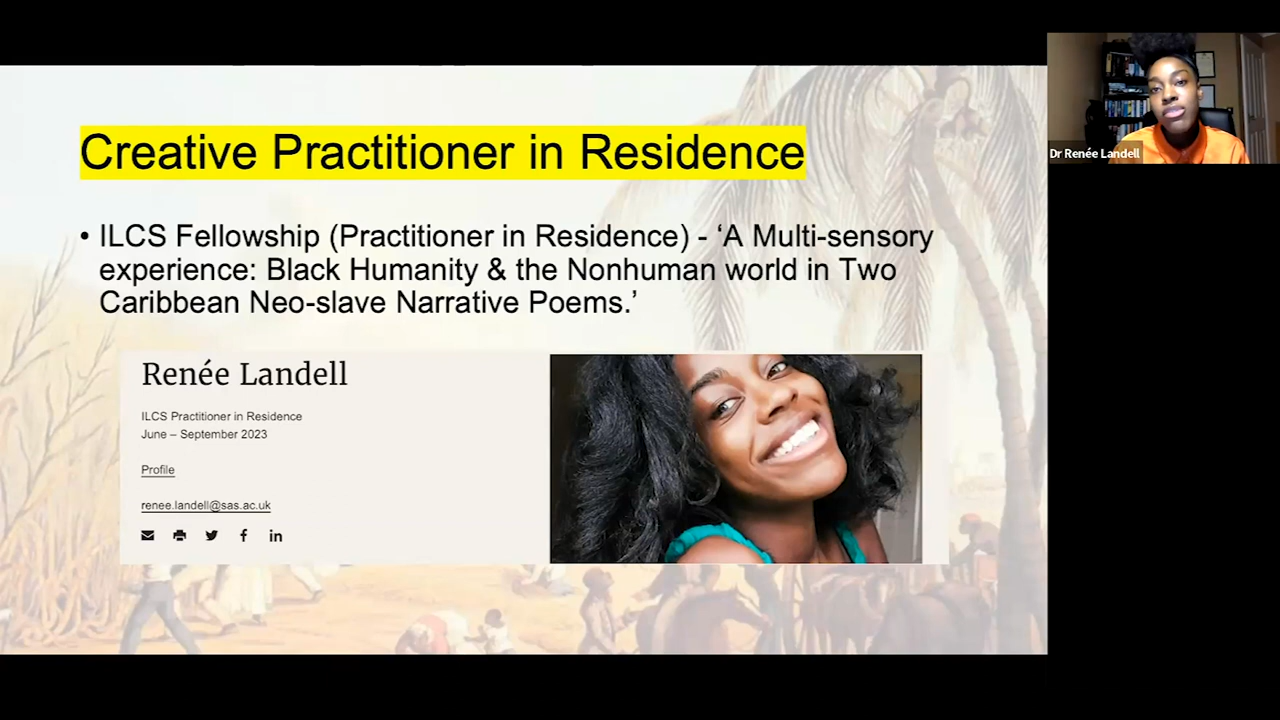 Creative Practitioner in Residence
• ILCS Fellowship (Practitioner in Residence) - ‘A Multi-sensory
experience: Black Humanity & the Nonhuman world in Two
Caribbean Neo-slave Narrative Poems.’
Renée Landell
ILCS Practitioner in Residence
June – September 2023
Profile
renee.landell@sas.ac.uk
Dr Renée Landell